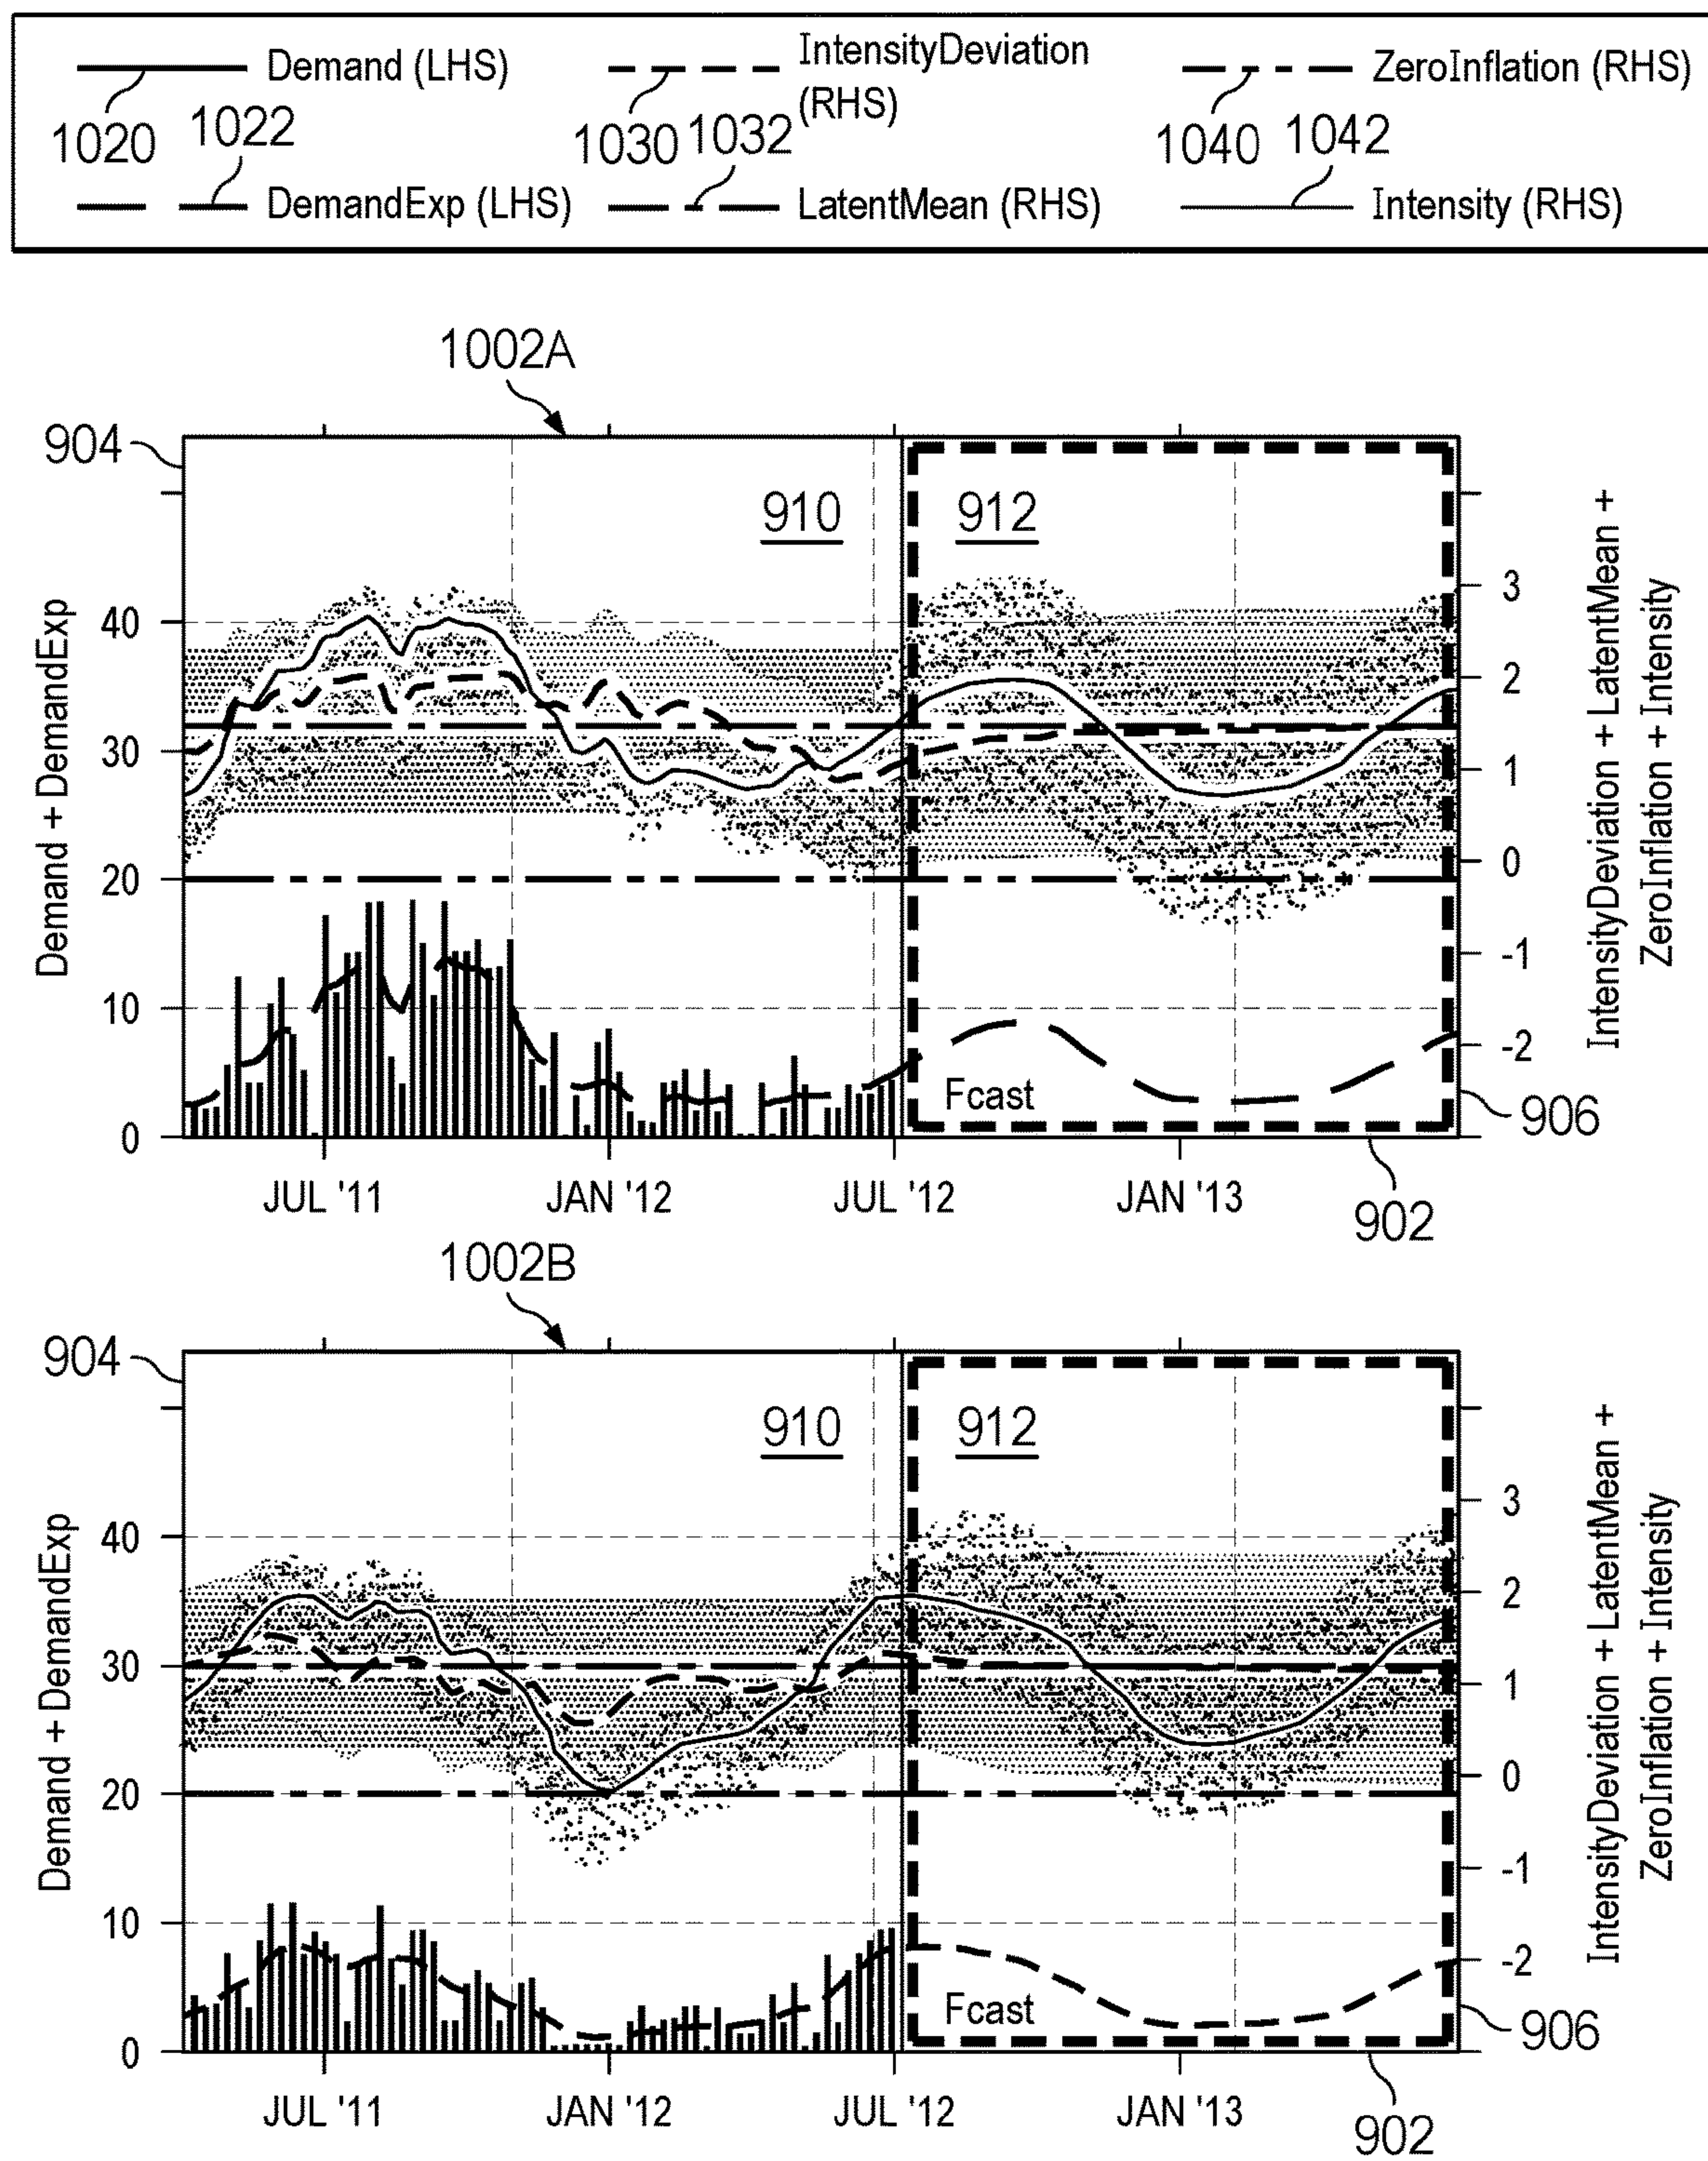 Demand (LHS)
IntensityDeviation
(RHS)
ZeroInflation (RHS)
1020
1022
1030
1032
1040
1042
DemandExp (LHS)
LatentMean (RHS)
Intensity (RHS)
1002A
904
910
912
Demand + DemandExp
40
30
20
10
0
3
2
1
0
-1
-2
IntensityDeviation + LatentMean +
ZeroInflation + Intensity
Fcast
906
JUL '11
JAN '12
JUL '12
JAN '13
902
1002B
904
910
912
Demand + DemandExp
40
30
20
10
0
3
2
1
0
-1
-2
IntensityDeviation + LatentMean +
ZeroInflation + Intensity
Fcast
906
JUL '11
JAN '12
JUL '12
JAN '13
902